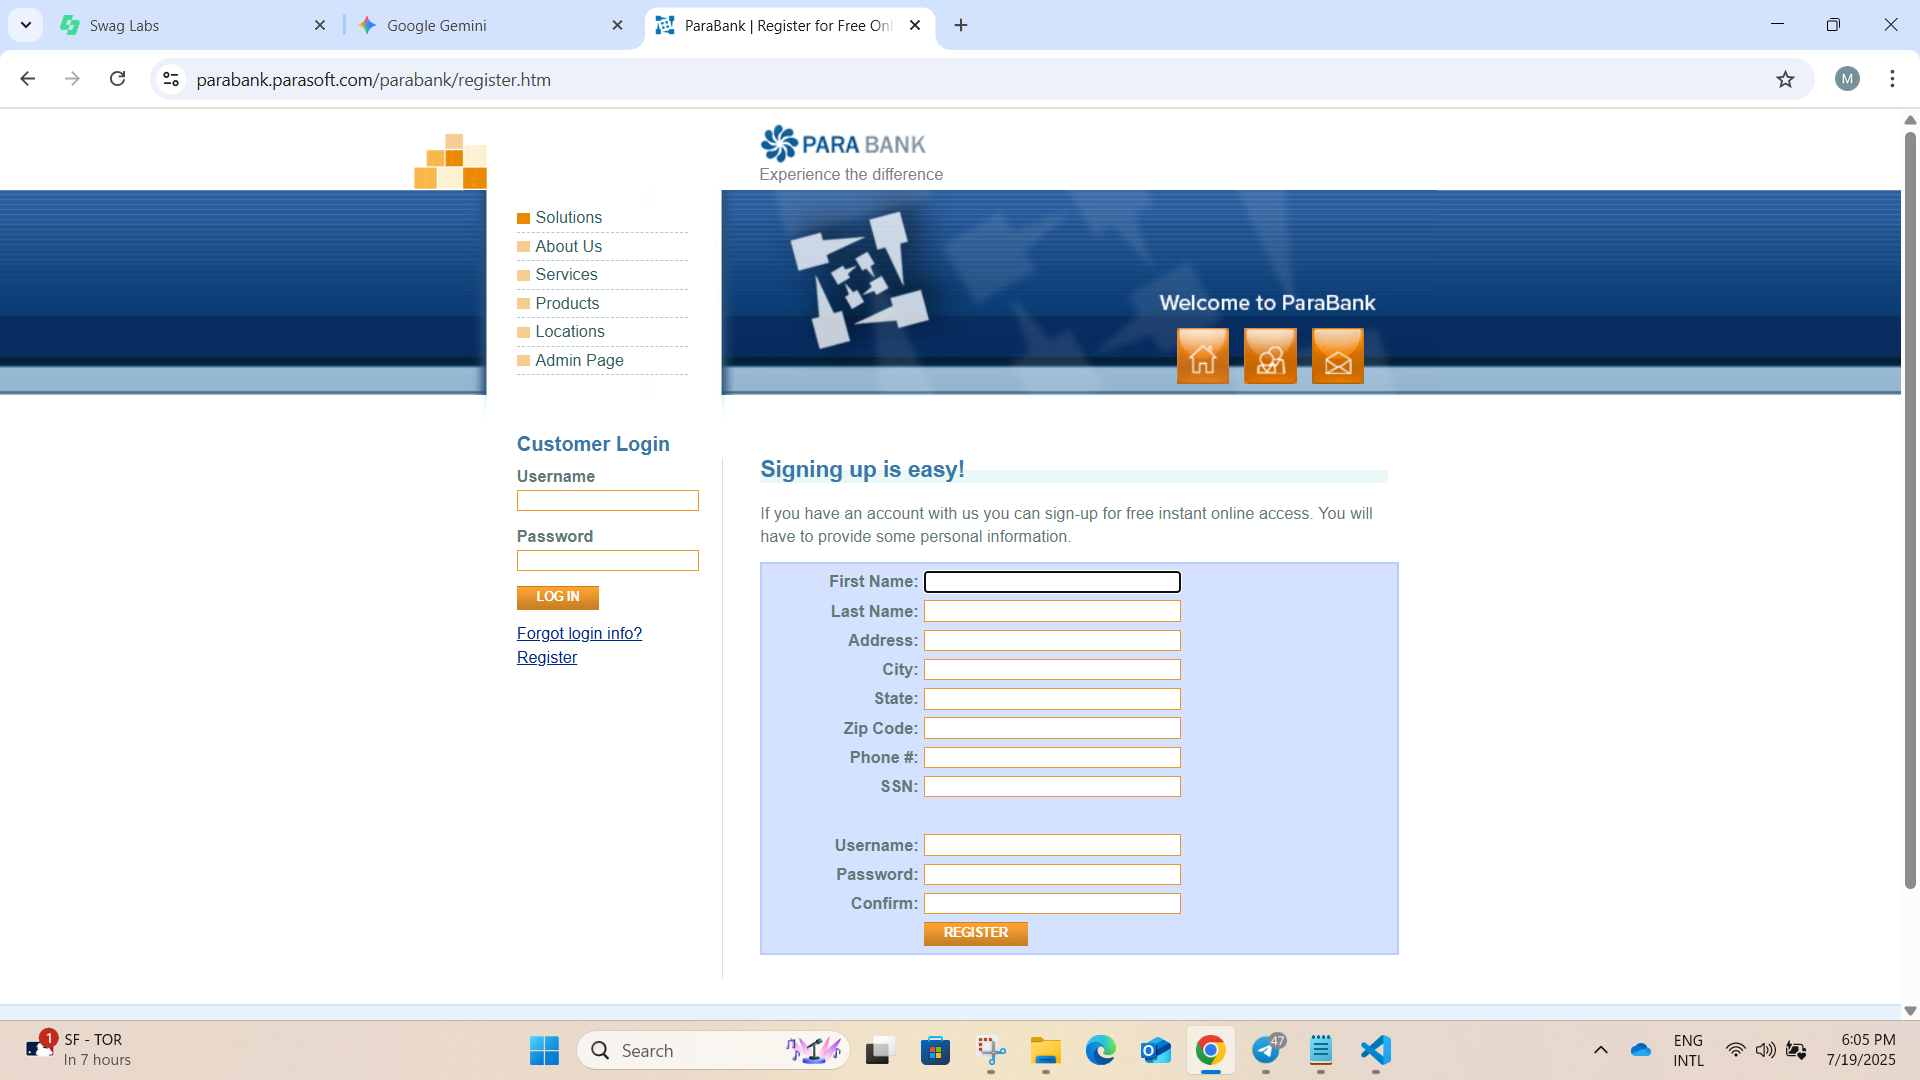 Swag Labs
Google Gemini
ParaBank | Register for Free Onl
parabank.parasoft.com/parabank/register.htm
M
PARA BANK
Experience the difference
Solutions
About Us
Services
Products
Locations
Admin Page
Welcome to ParaBank
Customer Login
Username
Password
LOG IN
Forgot login info?
Register
Signing up is easy!
If you have an account with us you can sign-up for free instant online access. You will
have to provide some personal information.
First Name:
Last Name:
Address:
City:
State:
Zip Code:
Phone #:
SSN:
Username:
Password:
Confirm:
REGISTER
1
SF - TOR
In 7 hours
Search
47
ENG
INTL
6:05 PM
7/19/2025